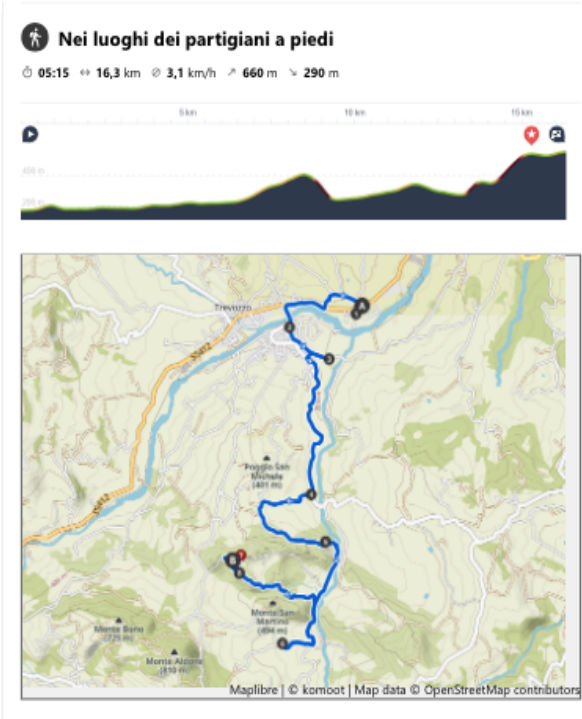 Nei luoghi dei partigiani a piedi
05:15 16,3 km 3,1 km/h 660 m 290 m
5 km 10 km 15 km
400 m
200 m
Trevozzo
SS412
Poggio San
Michele
(401 m)
SS412
Monte San
Martino
(494 m)
Monte Bono
(725 m)
Monte Aldone
(810 m)
Maplibre | © komoot | Map data © OpenStreetMap contributors